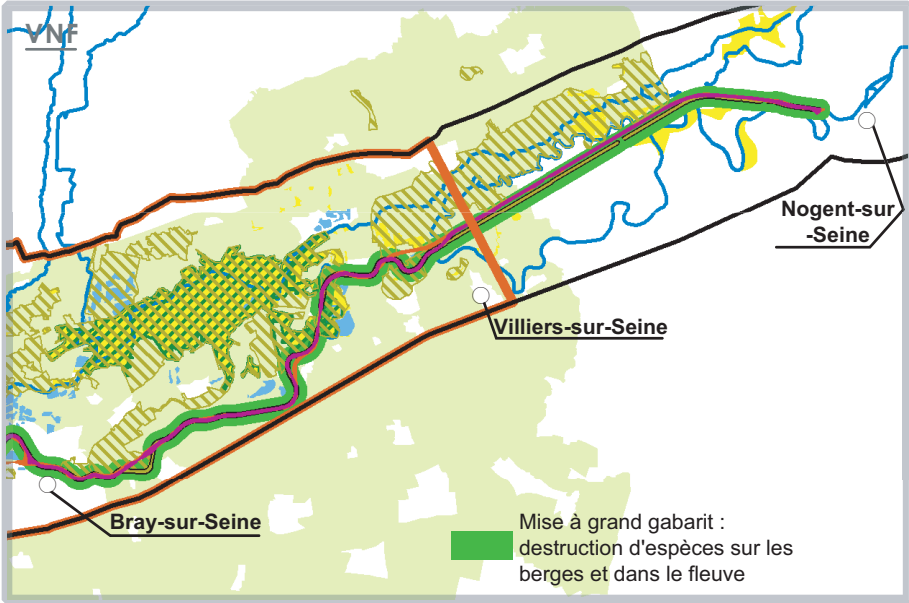 VNF
Nogent-sur
-Seine
Villiers-sur-Seine
Bray-sur-Seine
Mise à grand gabarit :
destruction d'espèces sur les
berges et dans le fleuve